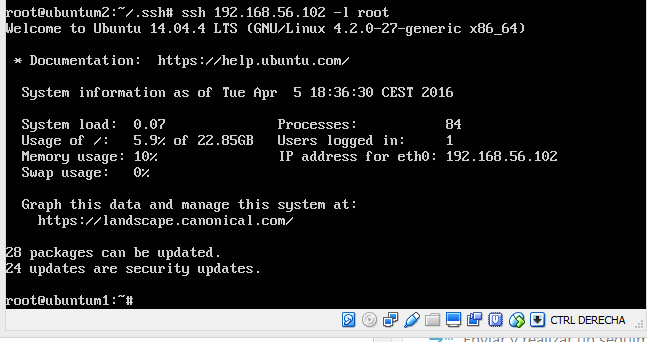 root@ubuntum2:~/.ssh# ssh 192.168.56.102 -l root
Welcome to Ubuntu 14.04.4 LTS (GNU/Linux 4.2.0-27-generic x86_64)
* Documentation:  https://help.ubuntu.com/
System information as of Tue Apr  5 18:36:30 CEST 2016
System load:  0.07              Processes:           84
Usage of /:   5.9% of 22.85GB   Users logged in:     1
Memory usage: 10%               IP address for eth0: 192.168.56.102
Swap usage:   0%
Graph this data and manage this system at:
https://landscape.canonical.com/
28 packages can be updated.
24 updates are security updates.
root@ubuntum1:~#
CTRL DERECHA
Enviar y realizar un